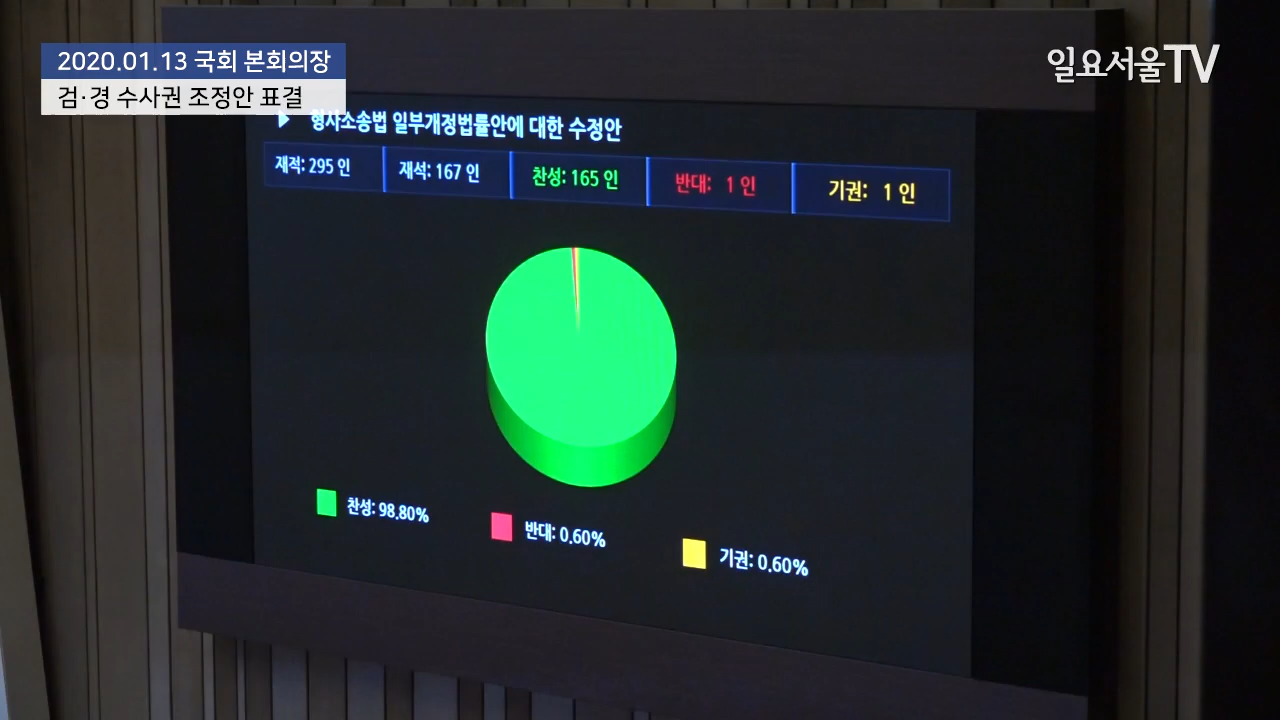 2020.01.13 국회 본회의장
일요서울TV
검·경 수사권 조정안 표결
▶ 형사소송법 일부개정법률안에 대한 수정안
재적: 295 인 재석: 167 인 찬성: 165 인 반대: 1 인 기권: 1 인
찬성: 98.80% 반대: 0.60% 기권: 0.60%